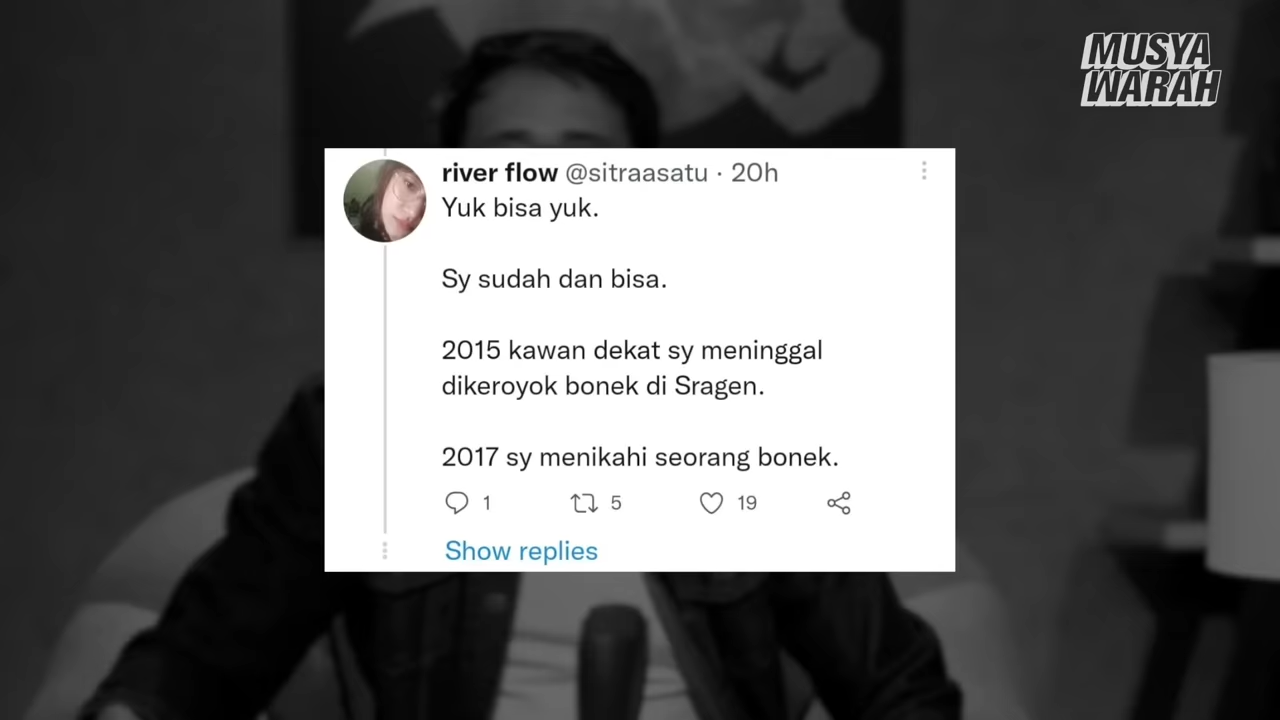 MUSYA
WARAH
river flow @sitraasatu · 20h
Yuk bisa yuk.
Sy sudah dan bisa.
2015 kawan dekat sy meninggal
dikeroyok bonek di Sragen.
2017 sy menikahi seorang bonek.
1 5 19
Show replies